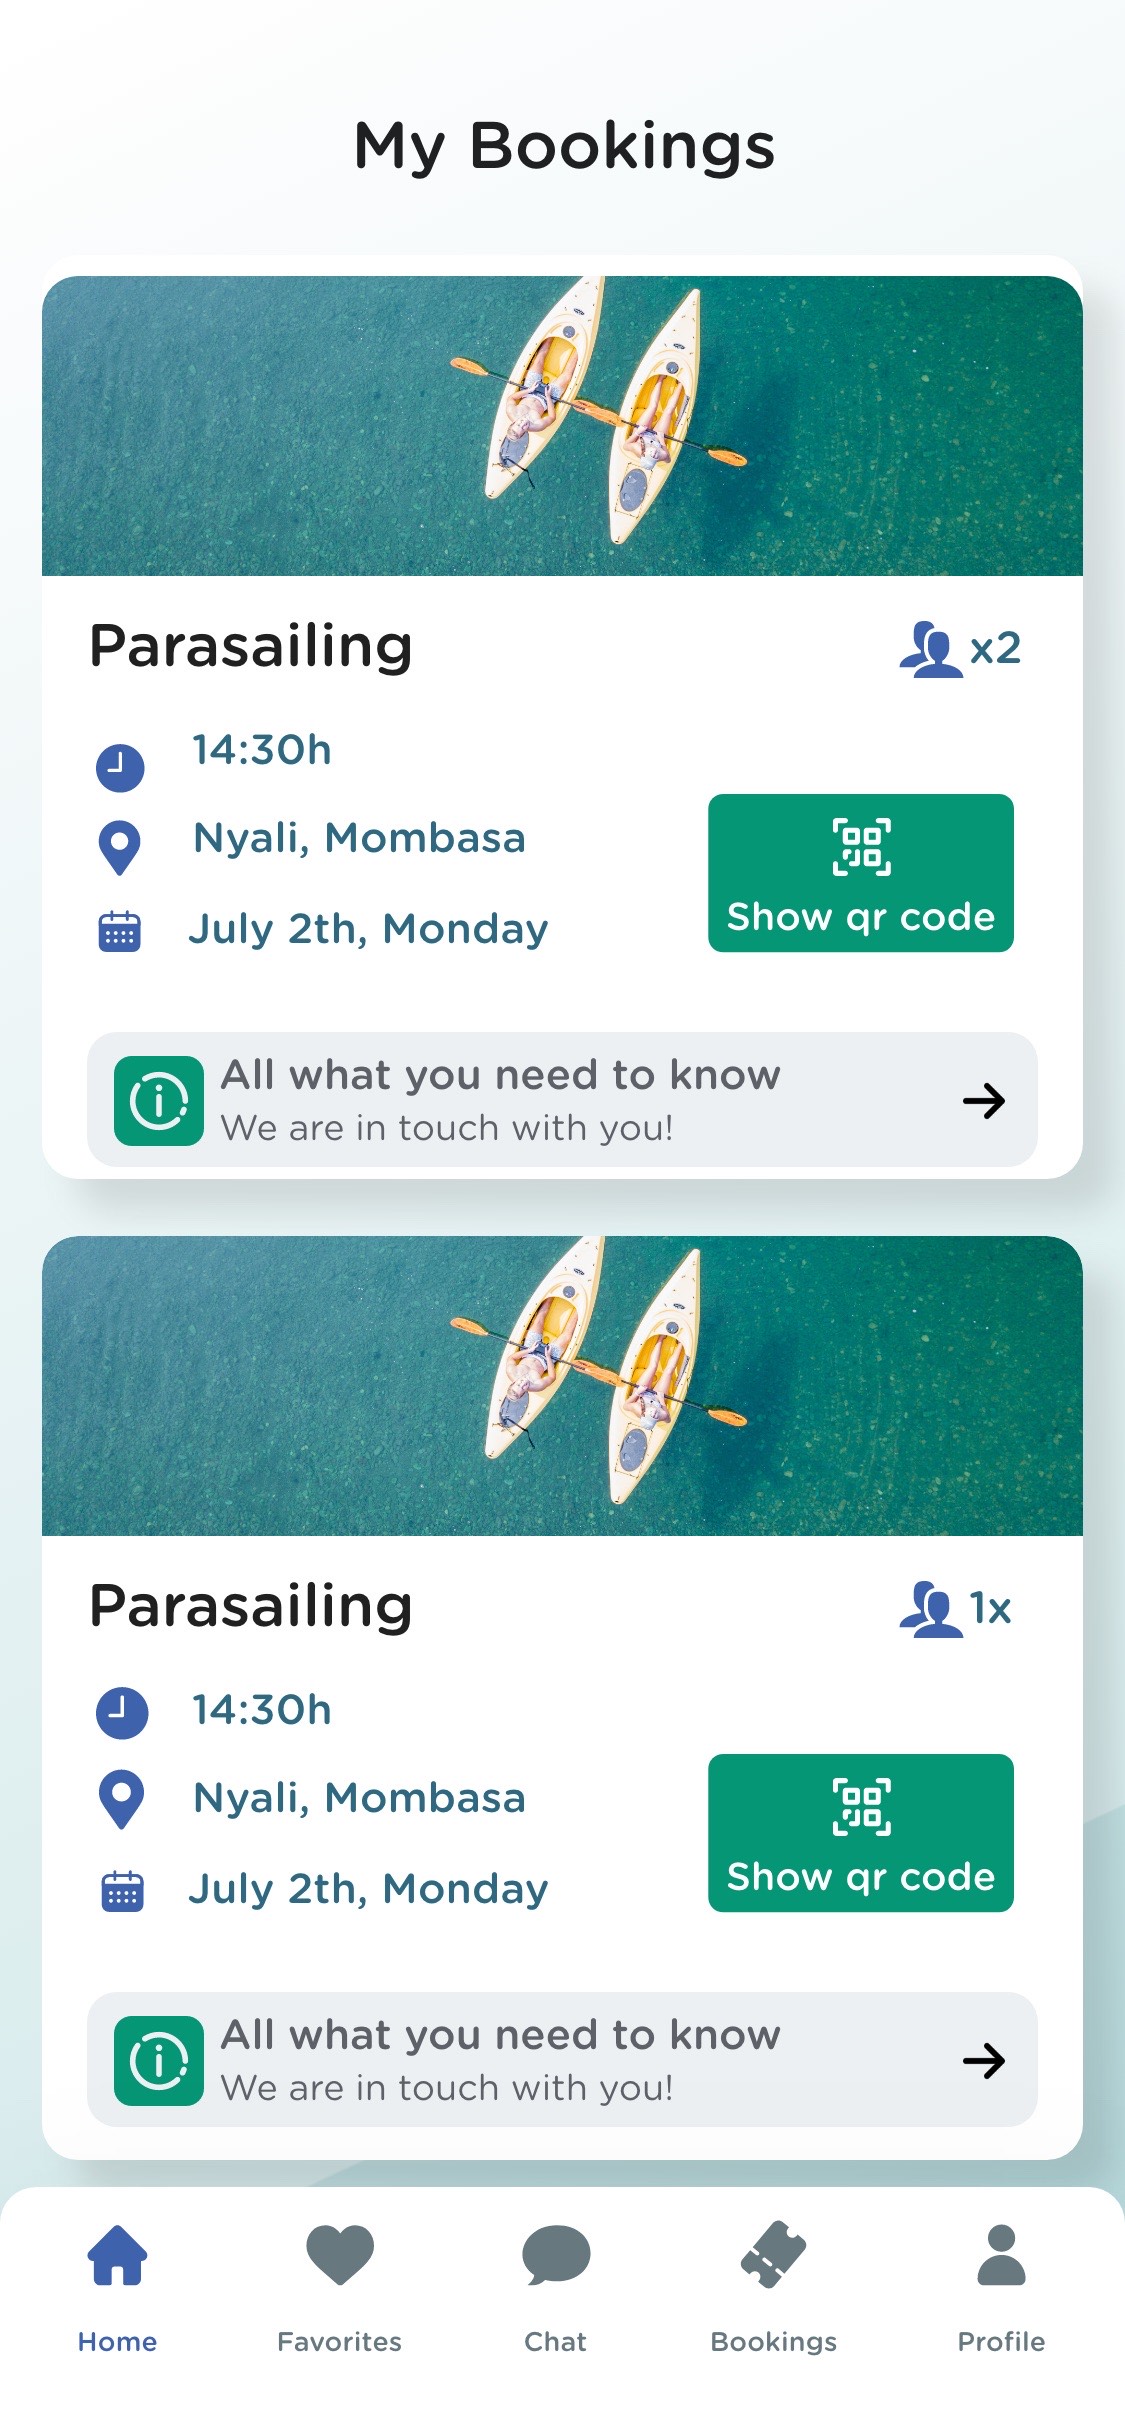 My Bookings
Parasailing
x2
14:30h
Nyali, Mombasa
July 2th, Monday
Show qr code
All what you need to know
We are in touch with you!
Parasailing
1x
14:30h
Nyali, Mombasa
July 2th, Monday
Show qr code
All what you need to know
We are in touch with you!
Home
Favorites
Chat
Bookings
Profile